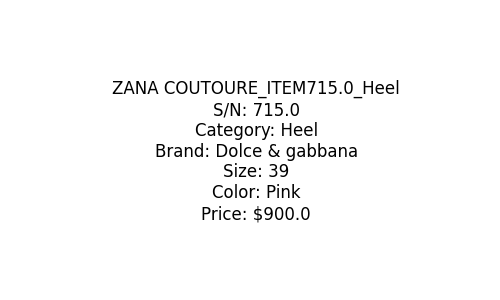 ZANA COUTOURE_ITEM715.0_Heel
S/N: 715.0
Category: Heel
Brand: Dolce & gabbana
Size: 39
Color: Pink
Price: $900.0